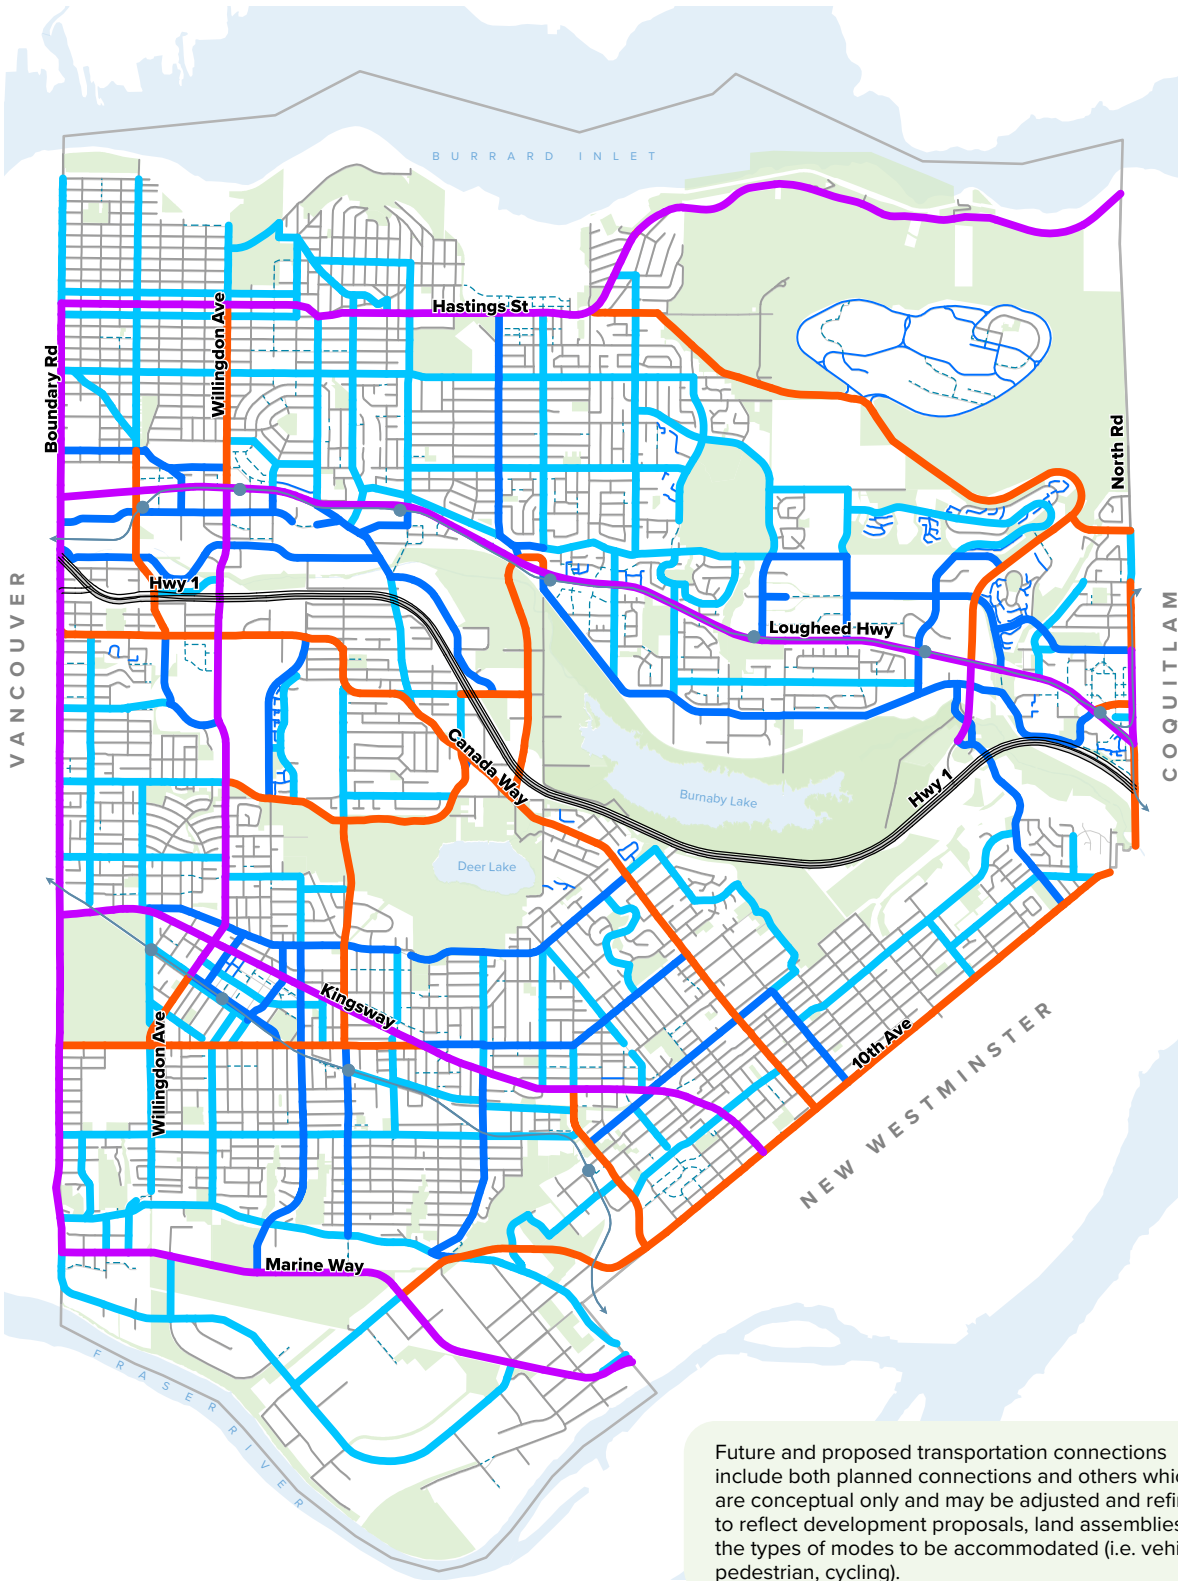 BURRARD INLET
Hastings St
Willingdon Ave
Boundary Rd
North Rd
Hwy 1
VANCOUVER
COQUITLAM
Lougheed Hwy
Canada Way
Burnaby Lake
Hwy 1
Deer Lake
Kingsway
Willingdon Ave
10th Ave
NEW WESTMINSTER
Marine Way
FRASER RIVER
Future and proposed transportation connections
include both planned connections and others whic
are conceptual only and may be adjusted and refi
to reflect development proposals, land assemblies
the types of modes to be accommodated (i.e. vehi
pedestrian, cycling).